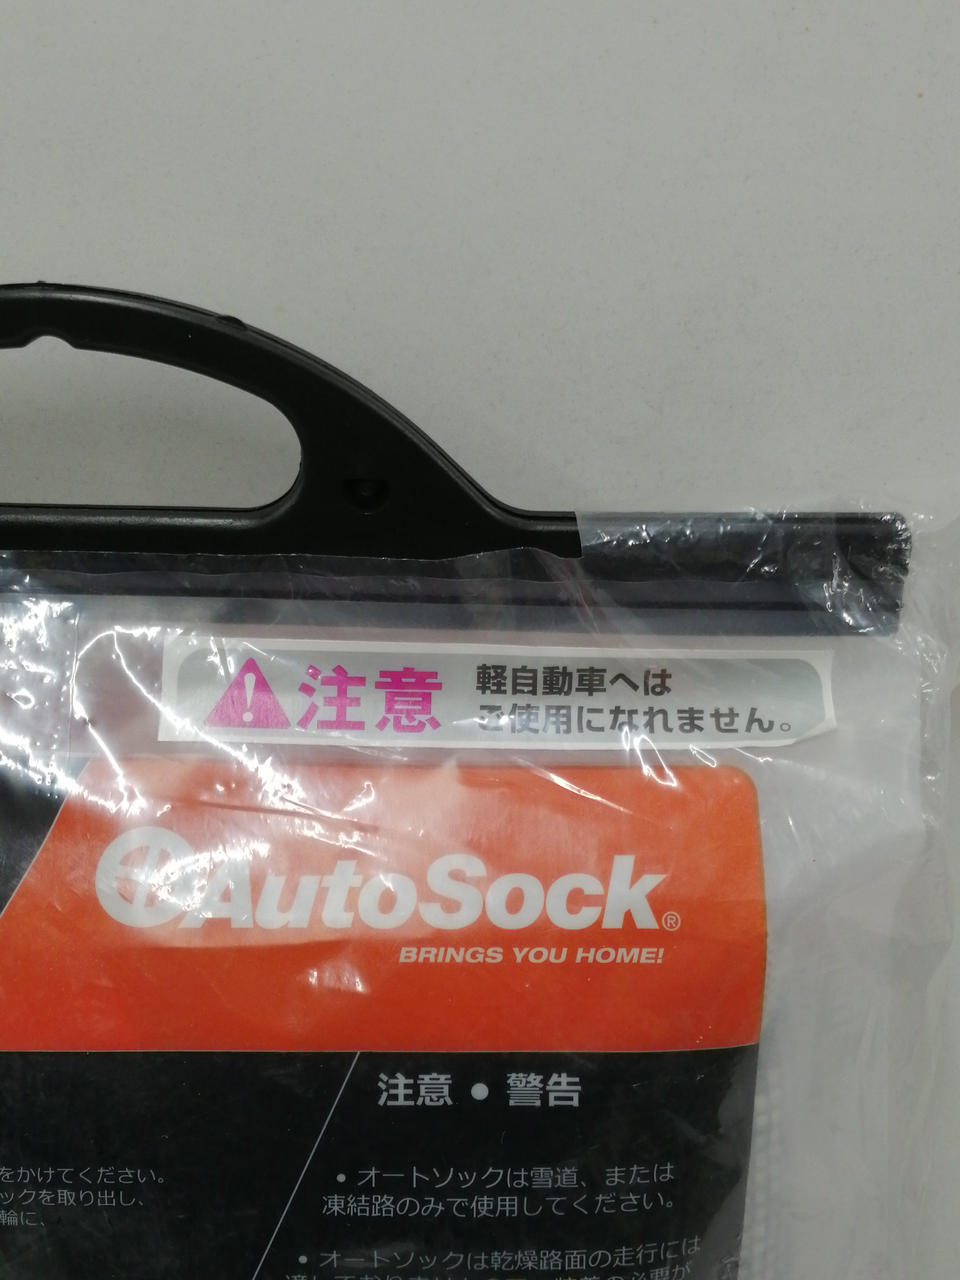 注意
軽自動車へは
ご使用になれません。
AutoSock®
BRINGS YOU HOME!
注意・警告
をかけてください。
ックを取り出し、
輪に、
・オートソックは雪道、または
凍結路のみで使用してください。
・オートソックは乾燥路面の走行には